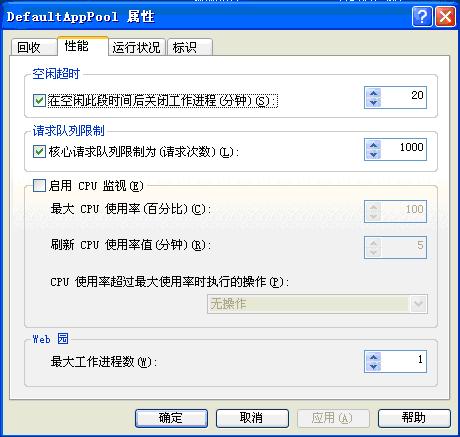 DefaultAppPool 属性
回收 性能 运行状况 标识
空闲超时
在空闲此段时间后关闭工作进程(分钟)(S): 20
请求队列限制
核心请求队列限制为(请求次数)(L): 1000
启用 CPU 监视(E)
最大 CPU 使用率(百分比)(C): 100
刷新 CPU 使用率值(分钟)(R): 5
CPU 使用率超过最大使用率时执行的操作(P):
无操作
Web 园
最大工作进程数(W): 1
确定 取消 应用(A) 帮助